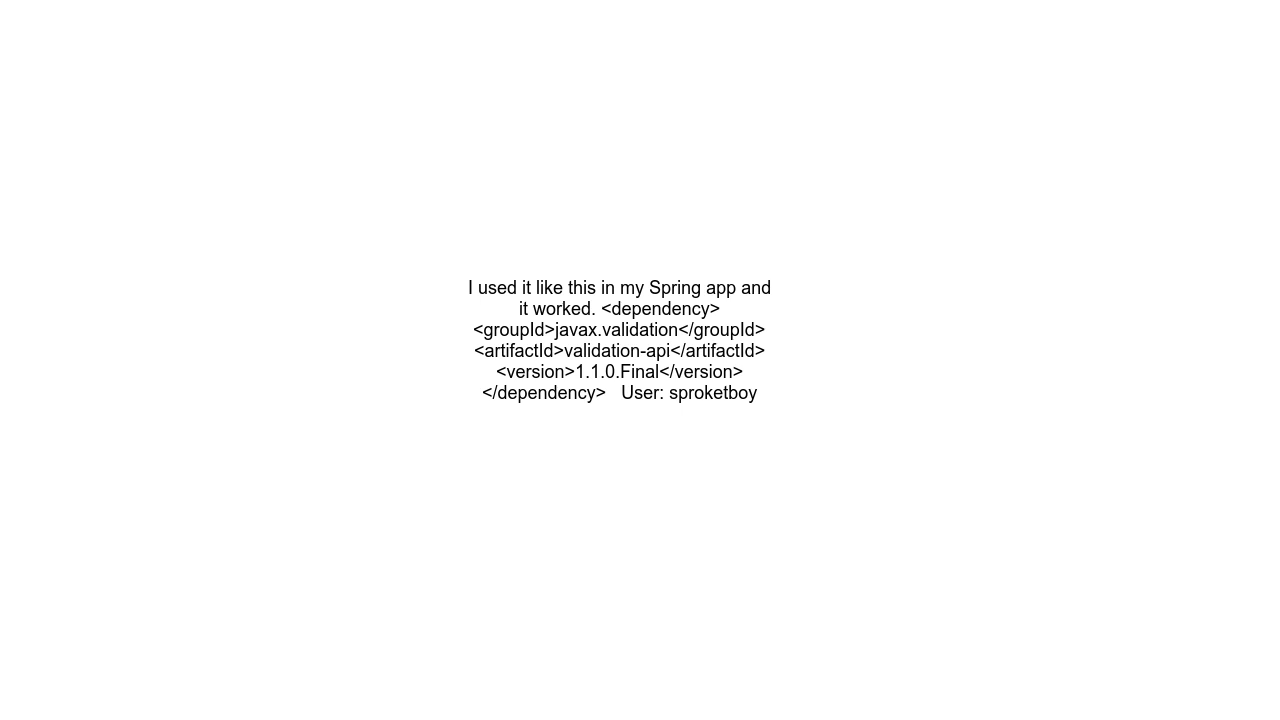 I used it like this in my Spring app and
it worked. <dependency>
<groupId>javax.validation</groupId>
<artifactId>validation-api</artifactId>
<version>1.1.0.Final</version>
</dependency>   User: sproketboy